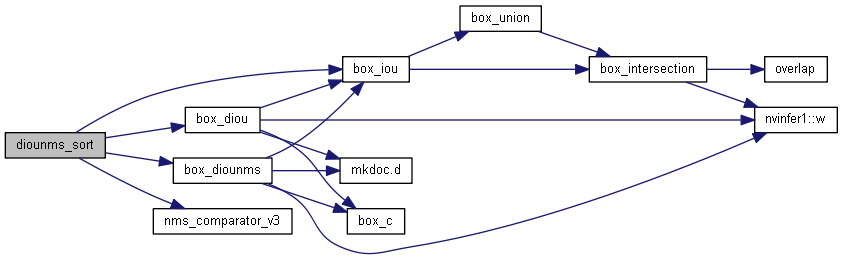 box_union
box_iou
box_intersection
overlap
box_diou
nvinfer1::w
diounms_sort
box_diounms
mkdoc.d
nms_comparator_v3
box_c